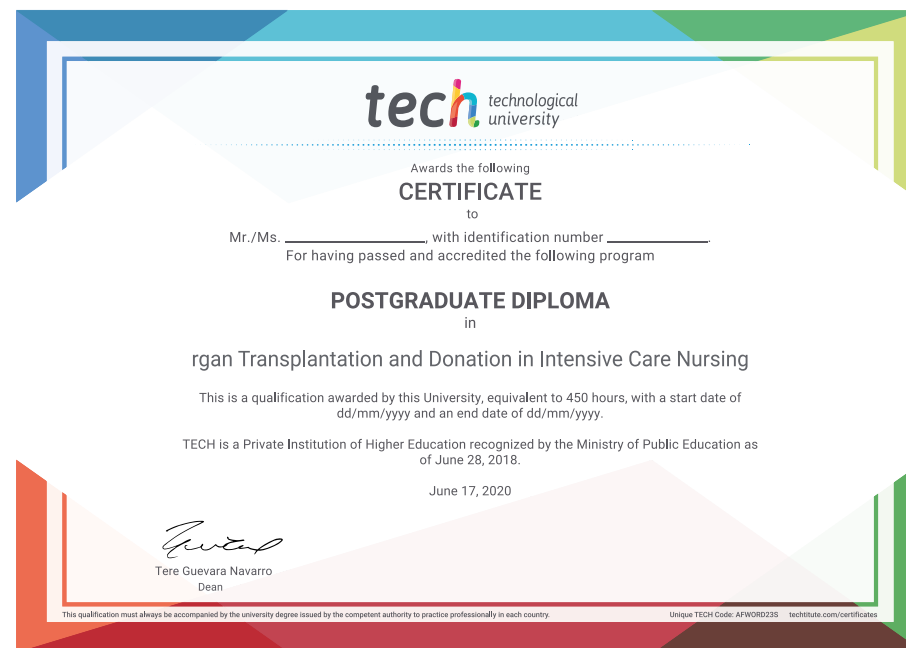 tech technological
university
Awards the following
CERTIFICATE
to
Mr./Ms. ____________, with identification number ____________.
For having passed and accredited the following program
POSTGRADUATE DIPLOMA
in
rgan Transplantation and Donation in Intensive Care Nursing
This is a qualification awarded by this University, equivalent to 450 hours, with a start date of
dd/mm/yyyy and an end date of dd/mm/yyyy.
TECH is a Private Institution of Higher Education recognized by the Ministry of Public Education as
of June 28, 2018.
June 17, 2020
Tere Guevara Navarro
Dean
This qualification must always be accompanied by the university degree issued by the competent authority to practice professionally in each country.
Unique TECH Code: AFWORD23S techtitute.com/certificates